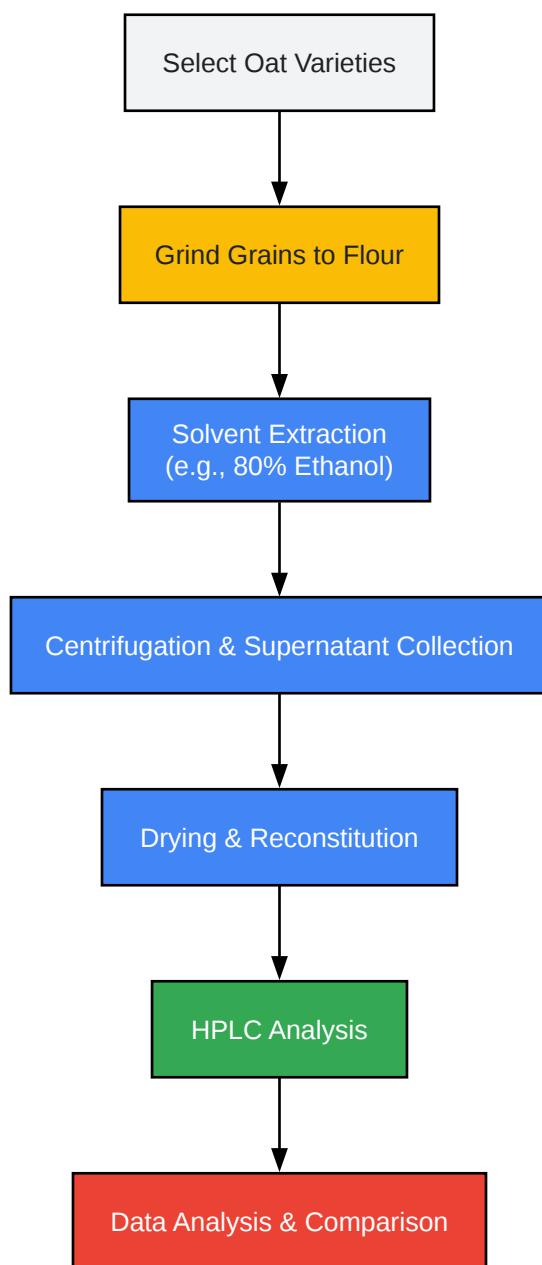 Select Oat Varieties
Grind Grains to Flour
Solvent Extraction
(e.g., 80% Ethanol)
Centrifugation & Supernatant Collection
Drying & Reconstitution
HPLC Analysis
Data Analysis & Comparison